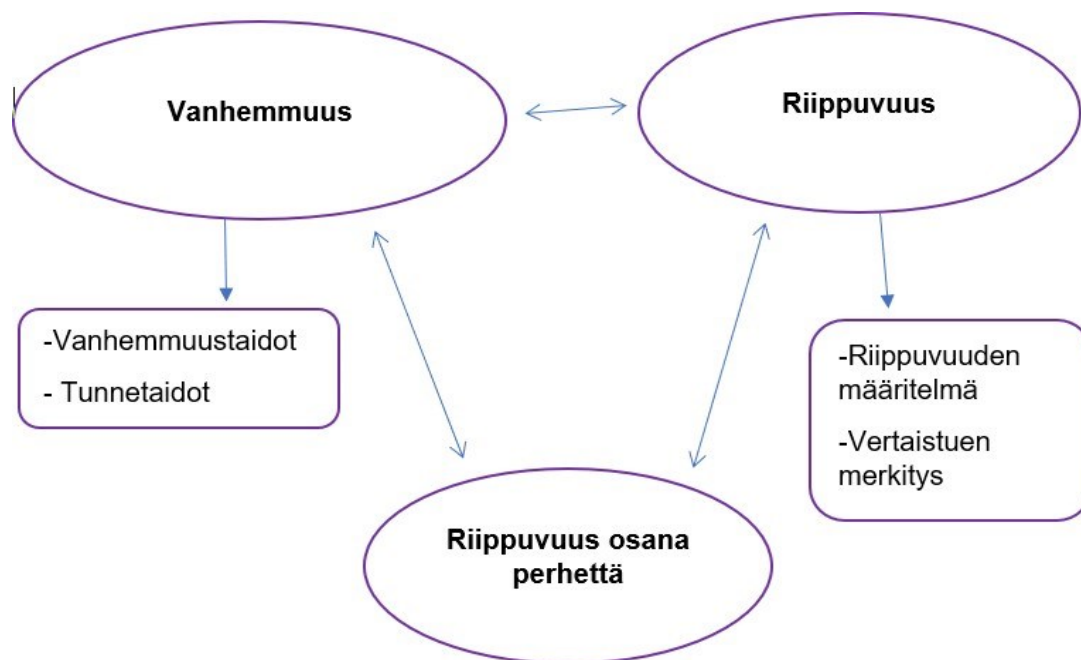 Vanhemmuus
Riippuvuus
-Vanhemmuustaidot
- Tunnetaidot
-Riippuvuuden
määritelmä
-Vertaistuen
merkitys
Riippuvuus osana
perhettä